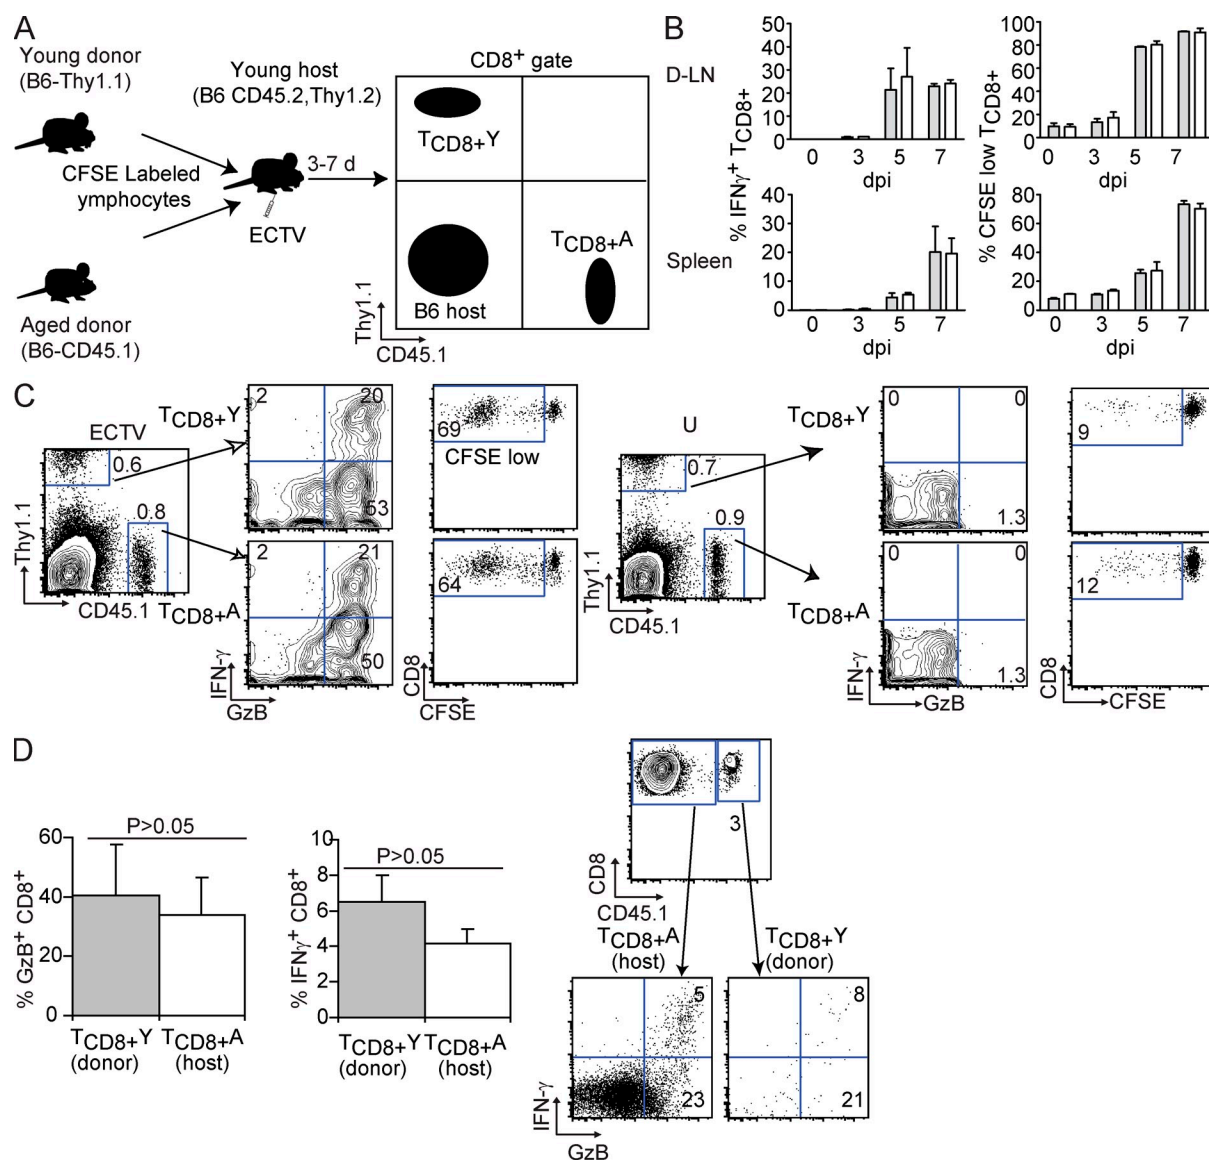 A
Young donor
(B6-Thy1.1)
Young host
(B6 CD45.2,Thy1.2)
CD8+ gate
TCD8+Y
CFSE Labeled
ymphocytes
3-7 d
ECTV
TCD8+A
B6 host
Aged donor
(B6-CD45.1)
Thy1.1
CD45.1
B
D-LN
% IFNγ+ TCD8+
50
40
30
20
10
0
0 3 5 7
dpi
% CFSE low TCD8+
100
80
60
40
20
0
0 3 5 7
dpi
Spleen
40
30
20
10
0
0 3 5 7
dpi
80
60
40
20
0
0 3 5 7
dpi
C
ECTV
0.6
0.8
Thy1.1
CD45.1
TCD8+Y
2 20
63
69
CFSE low
TCD8+A
2 21
50
64
IFN-γ
GzB
CD8
CFSE
U
0.7
0.9
Thy1.1
CD45.1
TCD8+Y
0 0
1.3
9
TCD8+A
0 0
1.3
12
IFN-γ
GzB
CD8
CFSE
D
% GzB+ CD8+
60
40
20
0
P>0.05
TCD8+Y
(donor)
TCD8+A
(host)
% IFNγ+ CD8+
10
8
6
4
2
0
P>0.05
TCD8+Y
(donor)
TCD8+A
(host)
3
CD8
CD45.1
TCD8+A
(host)
TCD8+Y
(donor)
5
23
8
21
IFN-γ
GzB